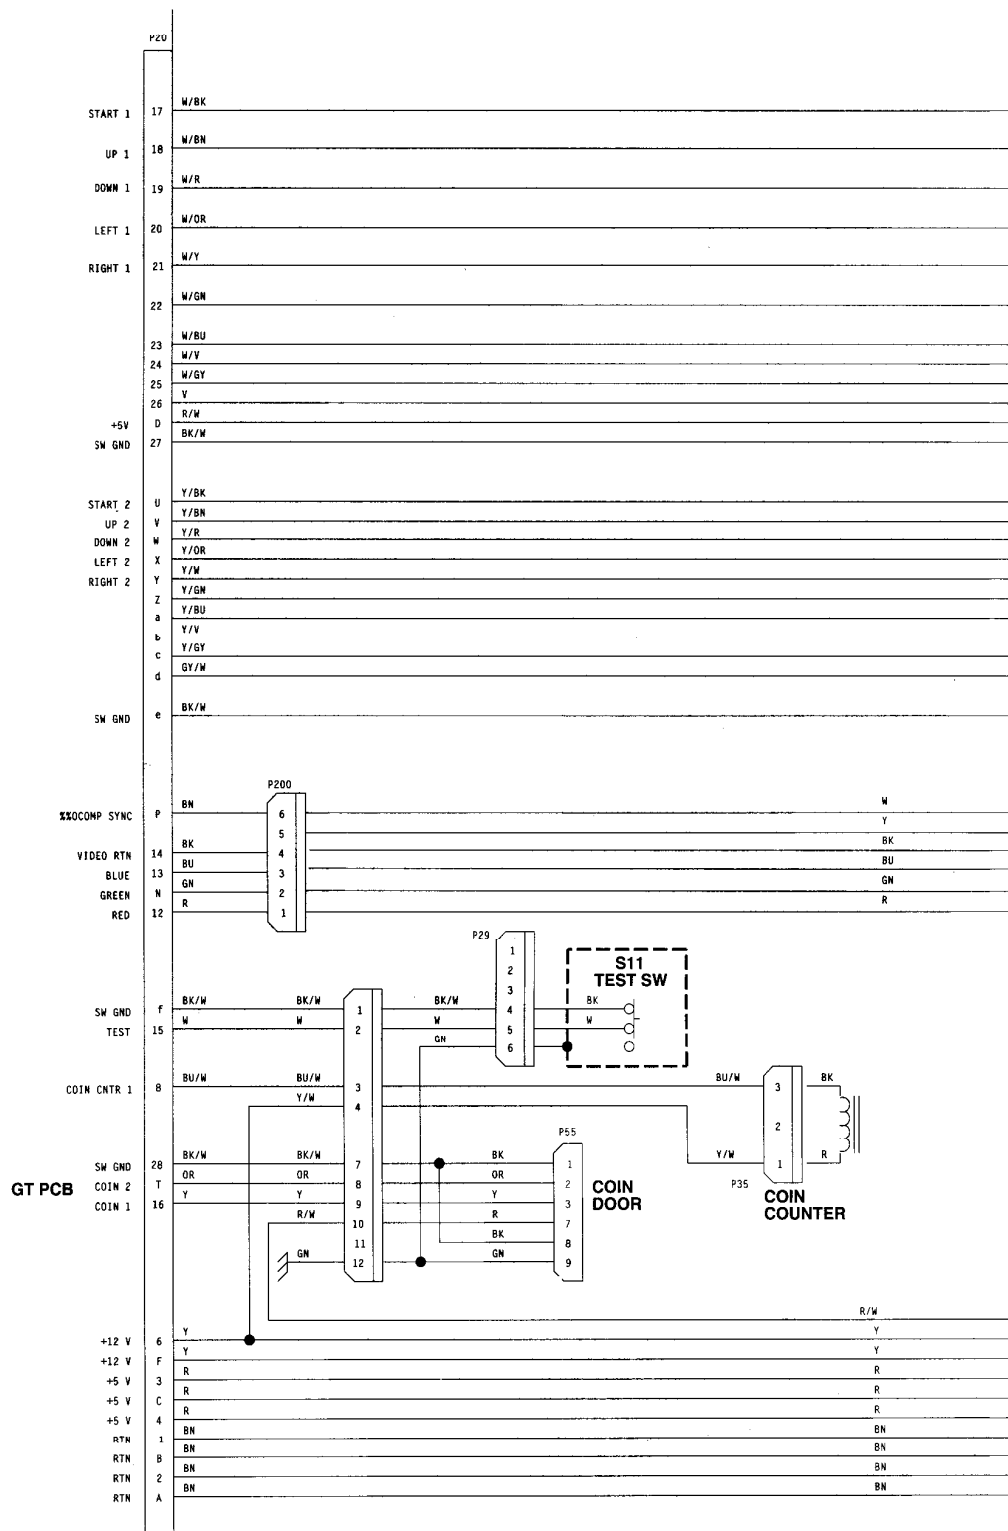 P20
W/BK
START 1 17
W/BN
UP 1 18
W/R
DOWN 1 19
W/OR
LEFT 1 20
W/Y
RIGHT 1 21
W/GN
22
W/BU
23
W/V
24
W/GY
25
V
26
R/W
+5V D
BK/W
SW GND 27
Y/BK
START 2 U
Y/BN
UP 2 V
Y/R
DOWN 2 W
Y/OR
LEFT 2 X
Y/W
RIGHT 2 Y
Y/GN
Z
Y/BU
a
Y/V
b
Y/GY
c
GY/W
d
BK/W
SW GND e
P200
BN W
%%OCOMP SYNC P 6
Y
5
BK BK
VIDEO RTN 14 4
BU BU
BLUE 13 3
GN GN
GREEN N 2
R R
RED 12 1
P29
1
2
3
S11
TEST SW
BK/W BK/W BK/W BK
SW GND f 1 4
W W W W
TEST 15 2 5
GN
6
BU/W BU/W BU/W BK
COIN CNTR 1 8 3 3
Y/W
4
2
P55
BK/W BK/W BK Y/W R
SW GND 28 7 1 1
P35
COIN
COUNTER
OR OR OR
GT PCB COIN 2 T 8 2
COIN
DOOR
Y Y Y
COIN 1 16 9 3
R/W R
10 7
BK
11 8
GN GN
12 9
R/W
Y Y
+12 V 6
Y Y
+12 V F
R R
+5 V 3
R R
+5 V C
R R
+5 V 4
BN BN
RTN 1
BN BN
RTN B
BN BN
RTN 2
BN BN
RTN A